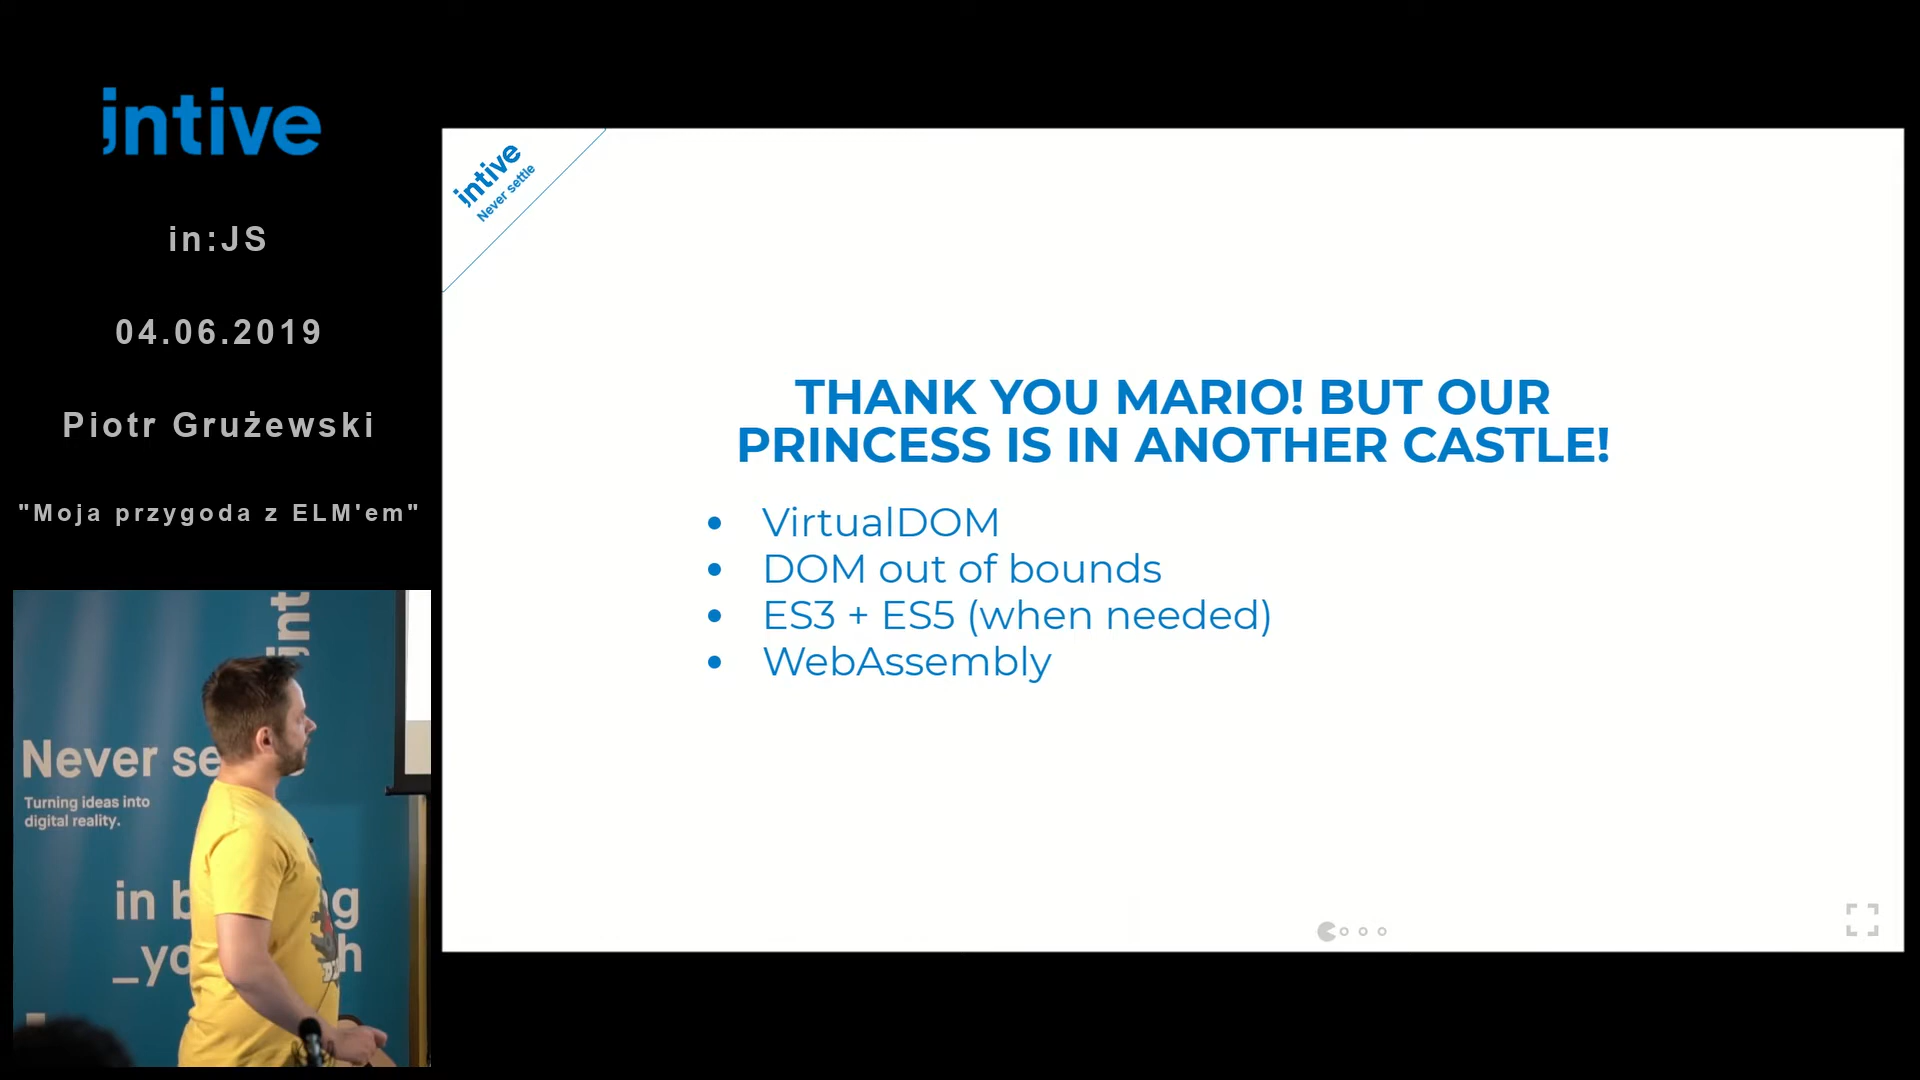 intive
in:JS
04.06.2019
Piotr Grużewski
"Moja przygoda z ELM'em"
intive
Never settle
THANK YOU MARIO! BUT OUR
PRINCESS IS IN ANOTHER CASTLE!
• VirtualDOM
• DOM out of bounds
• ES3 + ES5 (when needed)
• WebAssembly
Never se
Turning ideas into
digital reality.
in